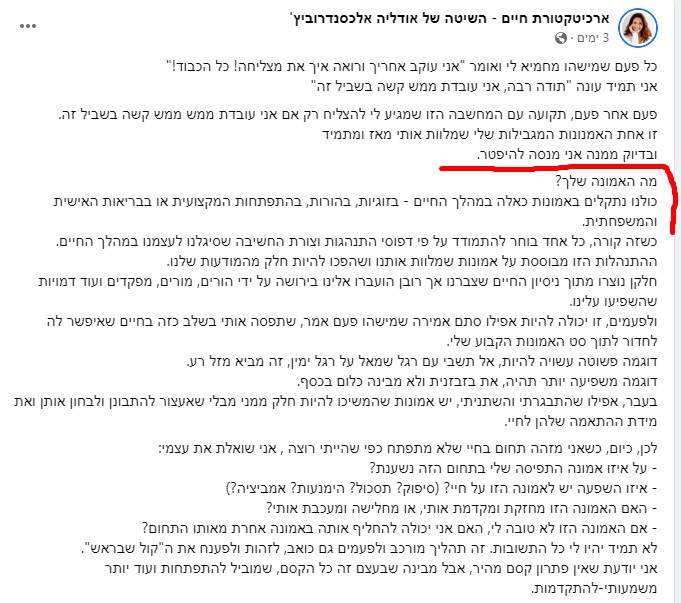 ארכיטקטורת חיים - השיטה של אודליה אלכסנדרוביץ'
3 ימים ·
כל פעם שמישהו מחמיא לי ואומר "אני עוקב אחריך ורואה איך את מצליחה! כל הכבוד!"
אני תמיד עונה "תודה רבה, אני עובדת ממש קשה בשביל זה"
פעם אחר פעם, תקועה עם המחשבה הזו שמגיע לי להצליח רק אם אני עובדת ממש ממש קשה בשביל זה.
זו אחת האמנונות המגבילות שלי שמלוות אותי מאז ומתמיד
ובדיוק ממנה אני מנסה להיפטר.
מה האמונה שלך?
כולנו נתקלים באמונות כאלה במהלך החיים - בזוגיות, בהורות, בהתפתחות המקצועית או בבריאות האישית
והמשפחתית.
כשזה קורה, כל אחד בוחר להתמודד על פי דפוסי התנהגות וצורת החשיבה שסיגלנו לעצמנו במהלך החיים.
ההתנהלות הזו מבוססת על אמונות שמלוות אותנו ושהפכו להיות חלק מהמודעות שלנו.
חלקן נוצרו מתוך ניסיון החיים שצברנו אך רובן הועברו אלינו בירושה על ידי הורים, מורים, מפקדים ועוד דמויות
שהשפיעו עלינו.
ולפעמים, זו יכולה להיות אפילו סתם אמירה שמישהו פעם אמר, שתפסה אותי בשלב כזה בחיים שאיפשר לה
לחדור לתוך סט האמונות הקבוע שלי.
דוגמה פשוטה עשויה להיות, אל תשבי עם רגל שמאל על רגל ימין, זה מביא מזל רע.
דוגמה משפיעה יותר תהיה, את בזבזנית ולא מבינה כלום בכסף.
בעבר, אפילו שהתבגרתי והשתניתי, יש אמונות שהמשיכו להיות חלק ממני מבלי שאעצור להתבונן ולבחון אותן ואת
מידת ההתאמה שלהן לחיי.
לכן, כיום, כשאני מזהה תחום בחיי שלא מתפתח כפי שהייתי רוצה , אני שואלת את עצמי:
- על איזו אמונה התפיסה שלי בתחום הזה נשענת?
- איזו השפעה יש לאמונה הזו על חיי? (סיפוק? תסכול? הימנעות? אמביציה?)
- האם האמונה הזו מחזקת ומקדמת אותי, או מחלישה ומעכבת אותי?
- אם האמונה הזו לא טובה לי, האם אני יכולה להחליף אותה באמונה אחרת מאותו התחום?
לא תמיד יהיו לי כל התשובות. זה תהליך מורכב ולפעמים גם כואב, לזהות ולפענח את ה"קול שבראש".
אני יודעת שאין פתרון קסם מהיר, אבל מבינה שבעצם זה כל הקסם, שמוביל להתפתחות ועוד יותר
משמעותי-להתקדמות.